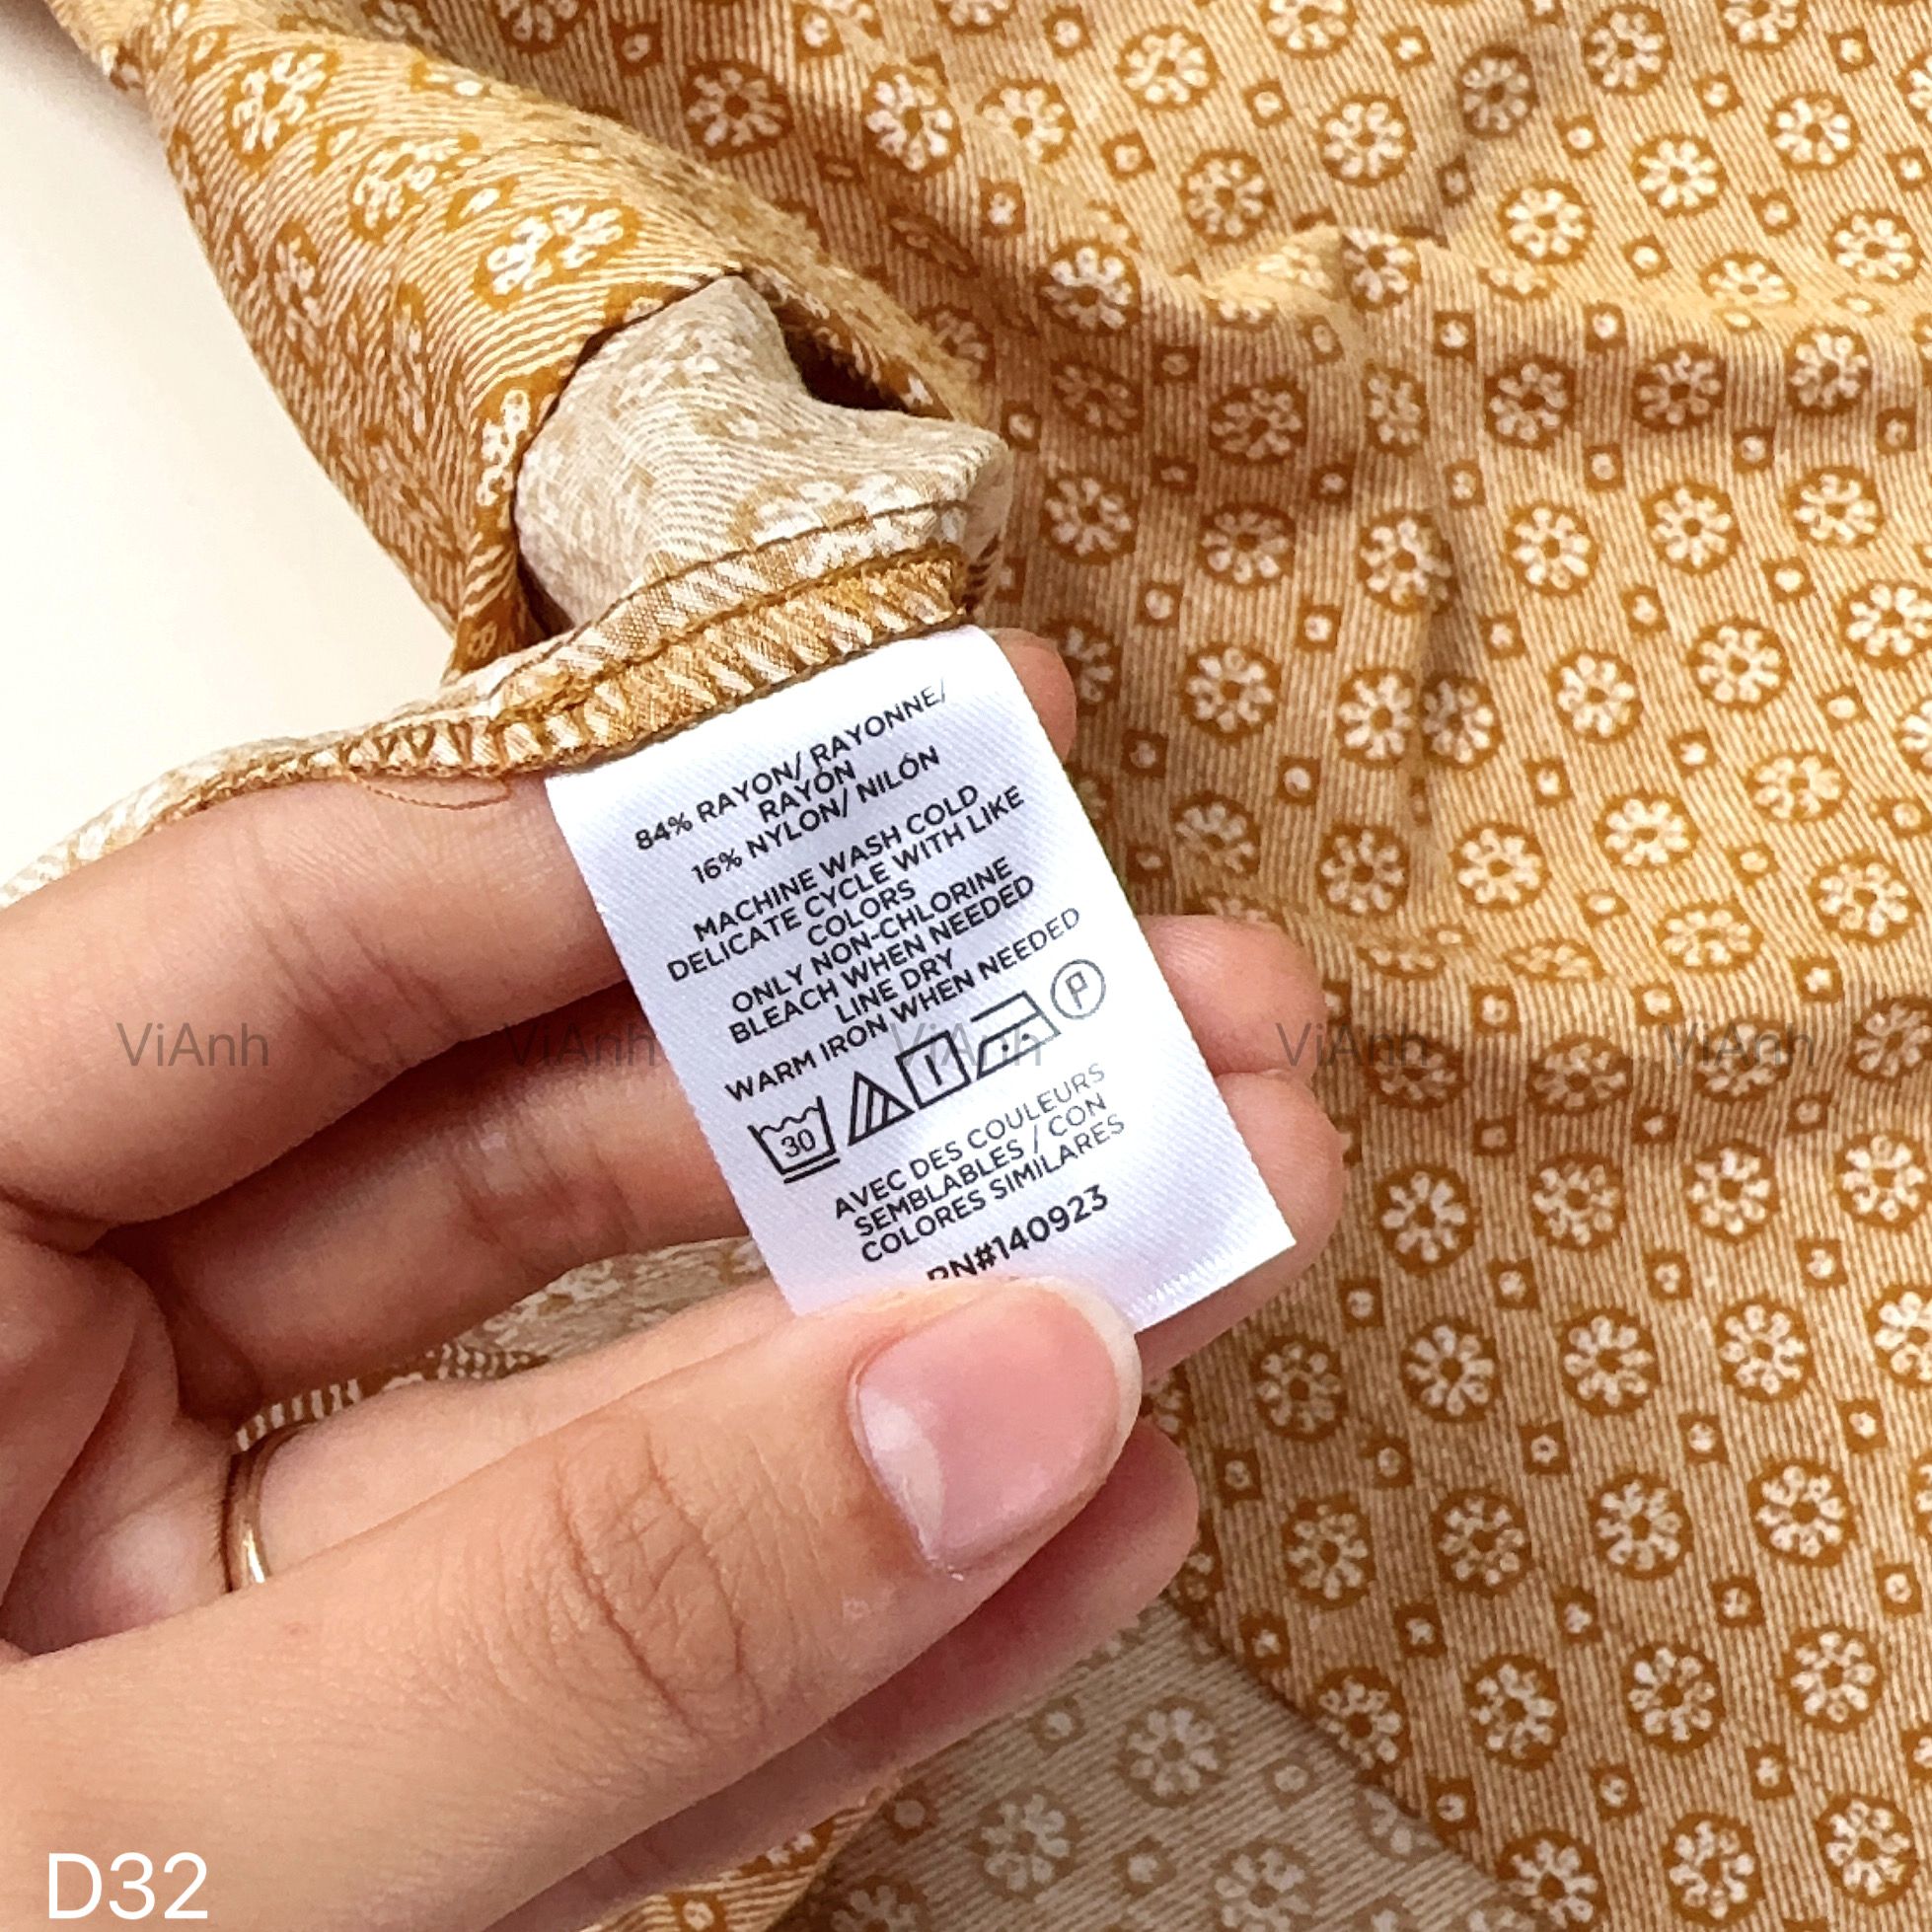 84% RAYON/ RAYONNE/
RAYÓN
16% NYLON/ NILÓN
MACHINE WASH COLD
DELICATE CYCLE WITH LIKE
COLORS
ONLY NON-CHLORINE
BLEACH WHEN NEEDED
LINE DRY
WARM IRON WHEN NEEDED
30 P
AVEC DES COULEURS
SEMBLABLES / CON
COLORES SIMILARES
RN#140923
ViAnh ViAnh ViAnh ViAnh ViAnh
D32